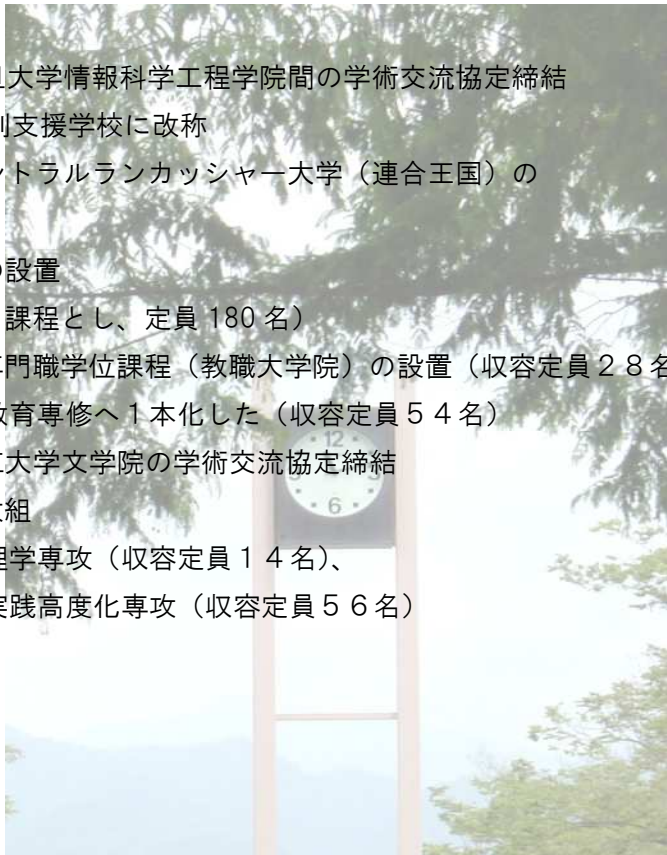 大学情報科学工程学院間の学術交流協定締結
支援学校に改称
トラルランカッシャー大学（連合王国）の
設置
課程とし、定員 180 名）
門職学位課程（教職大学院）の設置（収容定員２８名
教育専修へ１本化した（収容定員５４名）
大学文学院の学術交流協定締結
組
理学専攻（収容定員１４名）、
実践高度化専攻（収容定員５６名）
12
6